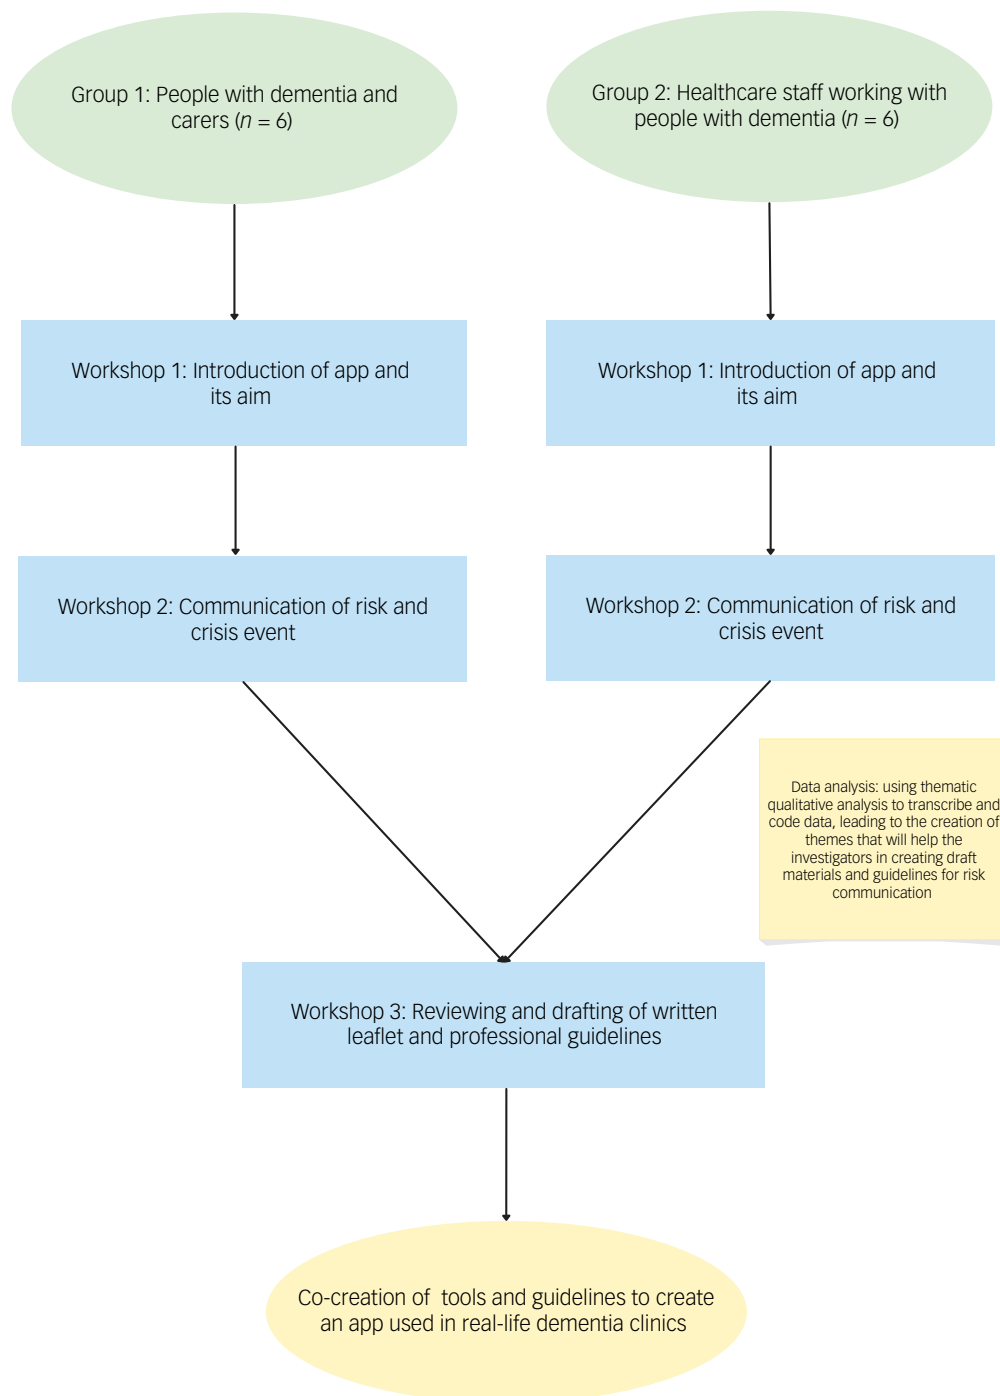 Group 1: People with dementia and
carers (n = 6)
Group 2: Healthcare staff working with
people with dementia (n = 6)
Workshop 1: Introduction of app and
its aim
Workshop 1: Introduction of app and
its aim
Workshop 2: Communication of risk and
crisis event
Workshop 2: Communication of risk and
crisis event
Data analysis: using thematic
qualitative analysis to transcribe and
code data, leading to the creation of
themes that will help the
investigators in creating draft
materials and guidelines for risk
communication
Workshop 3: Reviewing and drafting of written
leaflet and professional guidelines
Co-creation of tools and guidelines to create
an app used in real-life dementia clinics